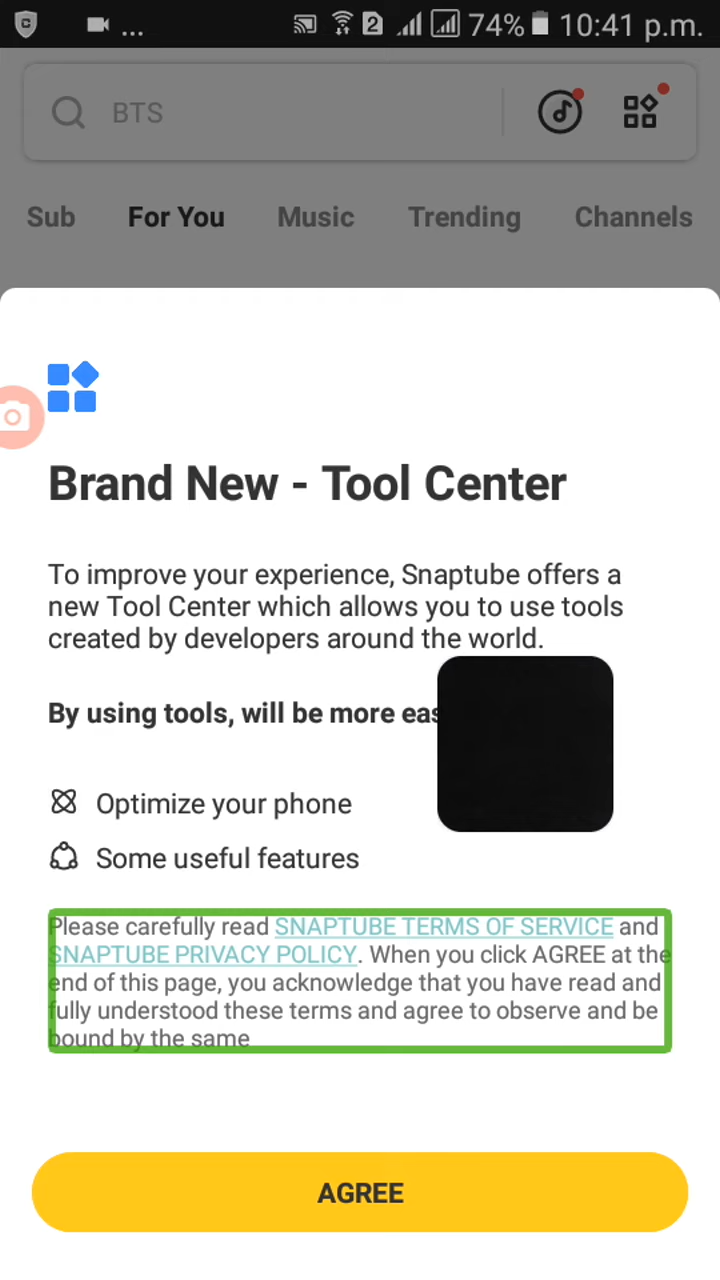 ... 2 74% 10:41 p.m.
BTS
Sub For You Music Trending Channels
Brand New - Tool Center
To improve your experience, Snaptube offers a
new Tool Center which allows you to use tools
created by developers around the world.
By using tools, will be more
Optimize your phone
Some useful features
Please carefully read SNAPTUBE TERMS OF SERVICE and
SNAPTUBE PRIVACY POLICY. When you click AGREE at the
end of this page, you acknowledge that you have read and
fully understood these terms and agree to observe and be
bound by the same
AGREE